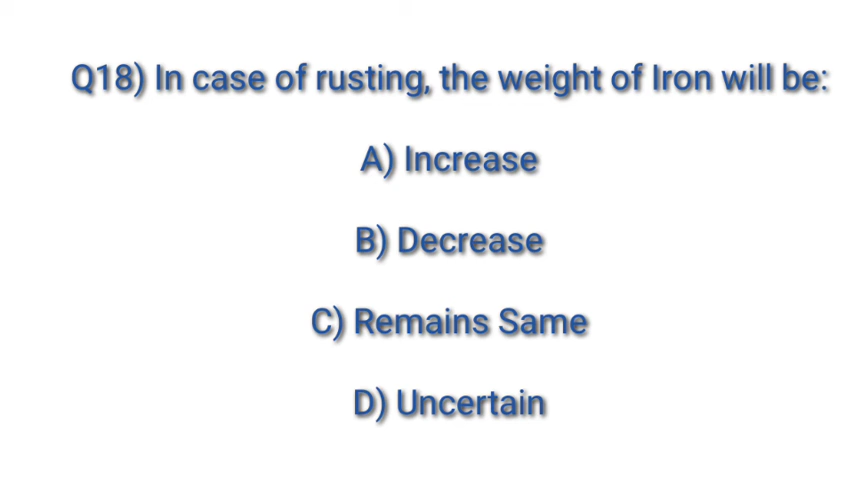 Q18) In case of rusting, the weight of Iron will be:
A) Increase
B) Decrease
C) Remains Same
D) Uncertain